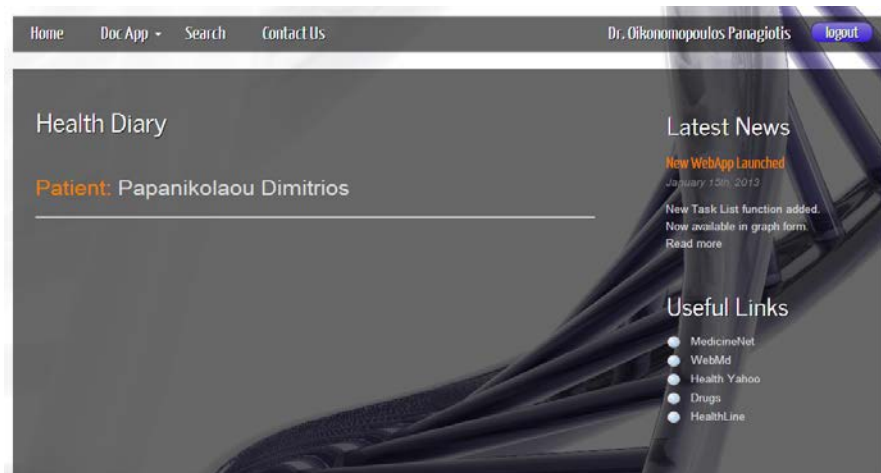 Home Doc App Search Contact Us Dr. Oikonomopoulos Panagiotis logout
Health Diary
Patient: Papanikolaou Dimitrios
Latest News
New WebApp Launched
January 15th, 2013
New Task List function added.
Now available in graph form.
Read more
Useful Links
MedicineNet
WebMd
Health Yahoo
Drugs
HealthLine